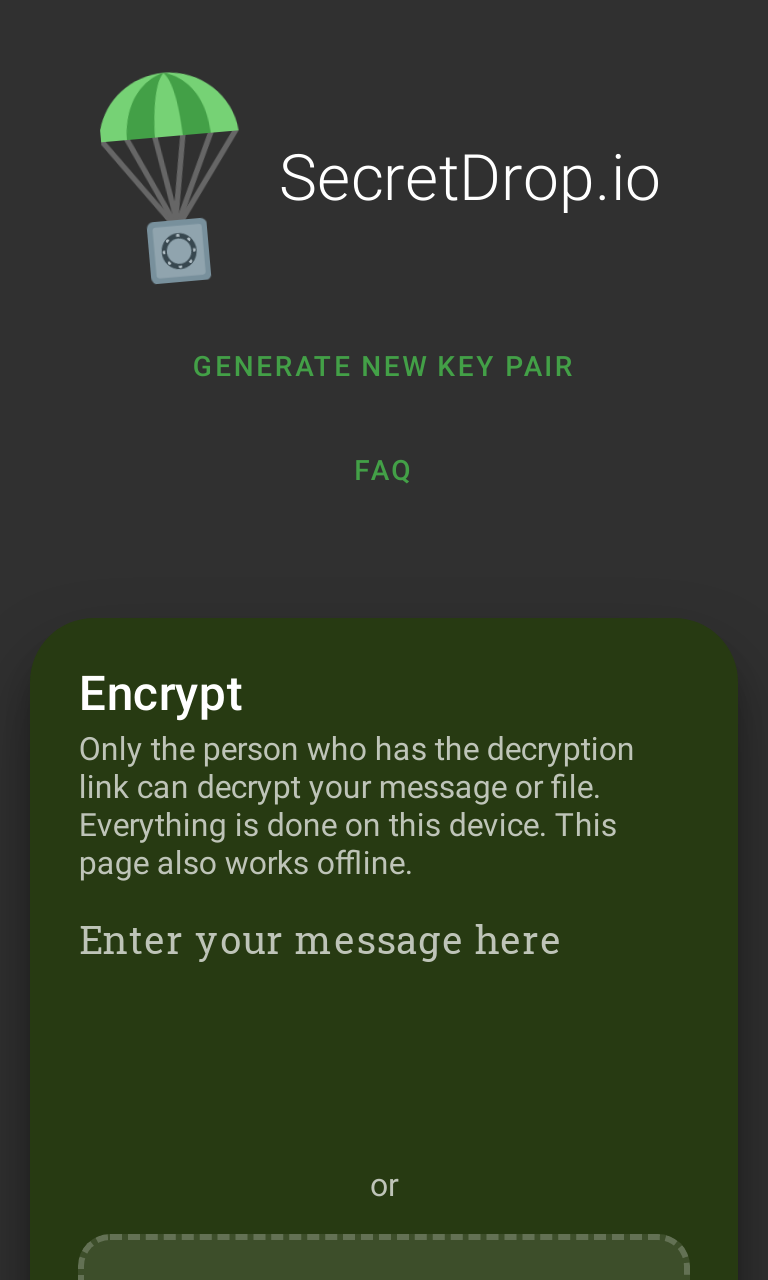 SecretDrop.io
GENERATE NEW KEY PAIR
FAQ
Encrypt
Only the person who has the decryption
link can decrypt your message or file.
Everything is done on this device. This
page also works offline.
Enter your message here
or